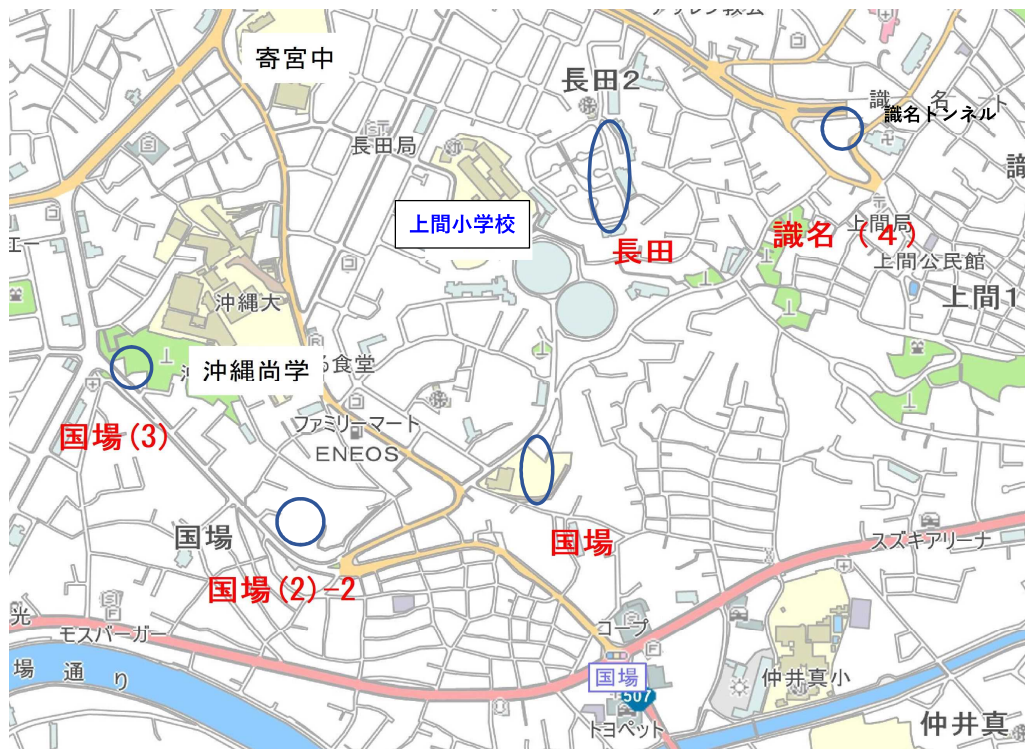 寄宮中
長田2
識名トンネル
長田局
上間小学校
長田
識名（4）
上間局
上間公民館
上間1
沖縄大
沖縄尚学
る食堂
国場(3)
ファミリーマート
ENEOS
国場
国場
国場(2)-2
スズキアリーナ
コープ
モスバーガー
場通り
国場
507
トヨペット
仲井真小
仲井真